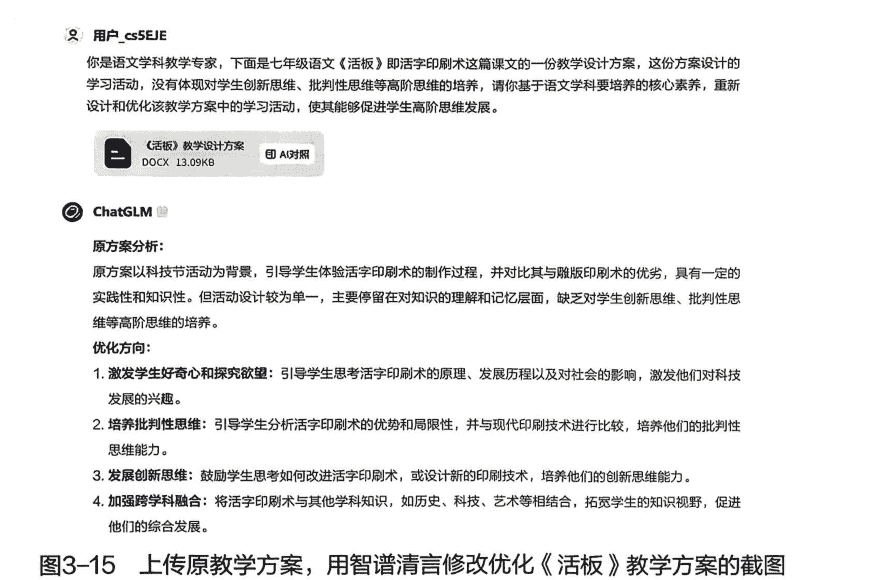 用户_cs5EJE
你是语文学科教学专家，下面是七年级语文《活板》即活字印刷术这篇课文的一份教学设计方案，这份方案设计的
学习活动，没有体现对学生创新思维、批判性思维等高阶思维的培养，请你基于语文学科要培养的核心素养，重新
设计和优化该教学方案中的学习活动，使其能够促进学生高阶思维发展。
《活板》教学设计方案
DOCX 13.09KB
AI对照
ChatGLM
原方案分析：
原方案以科技节活动为背景，引导学生体验活字印刷术的制作过程，并对比其与雕版印刷术的优劣，具有一定的
实践性和知识性。但活动设计较为单一，主要停留在对知识的理解和记忆层面，缺乏对学生创新思维、批判性思
维等高阶思维的培养。
优化方向：
1. 激发学生好奇心和探究欲望：引导学生思考活字印刷术的原理、发展历程以及对社会的影响，激发他们对科技
发展的兴趣。
2. 培养批判性思维：引导学生分析活字印刷术的优势和局限性，并与现代印刷技术进行比较，培养他们的批判性
思维能力。
3. 发展创新思维：鼓励学生思考如何改进活字印刷术，或设计新的印刷技术，培养他们的创新思维能力。
4. 加强跨学科融合：将活字印刷术与其他学科知识，如历史、科技、艺术等相结合，拓宽学生的知识视野，促进
他们的综合发展。
图3-15 上传原教学方案，用智谱清言修改优化《活板》教学方案的截图